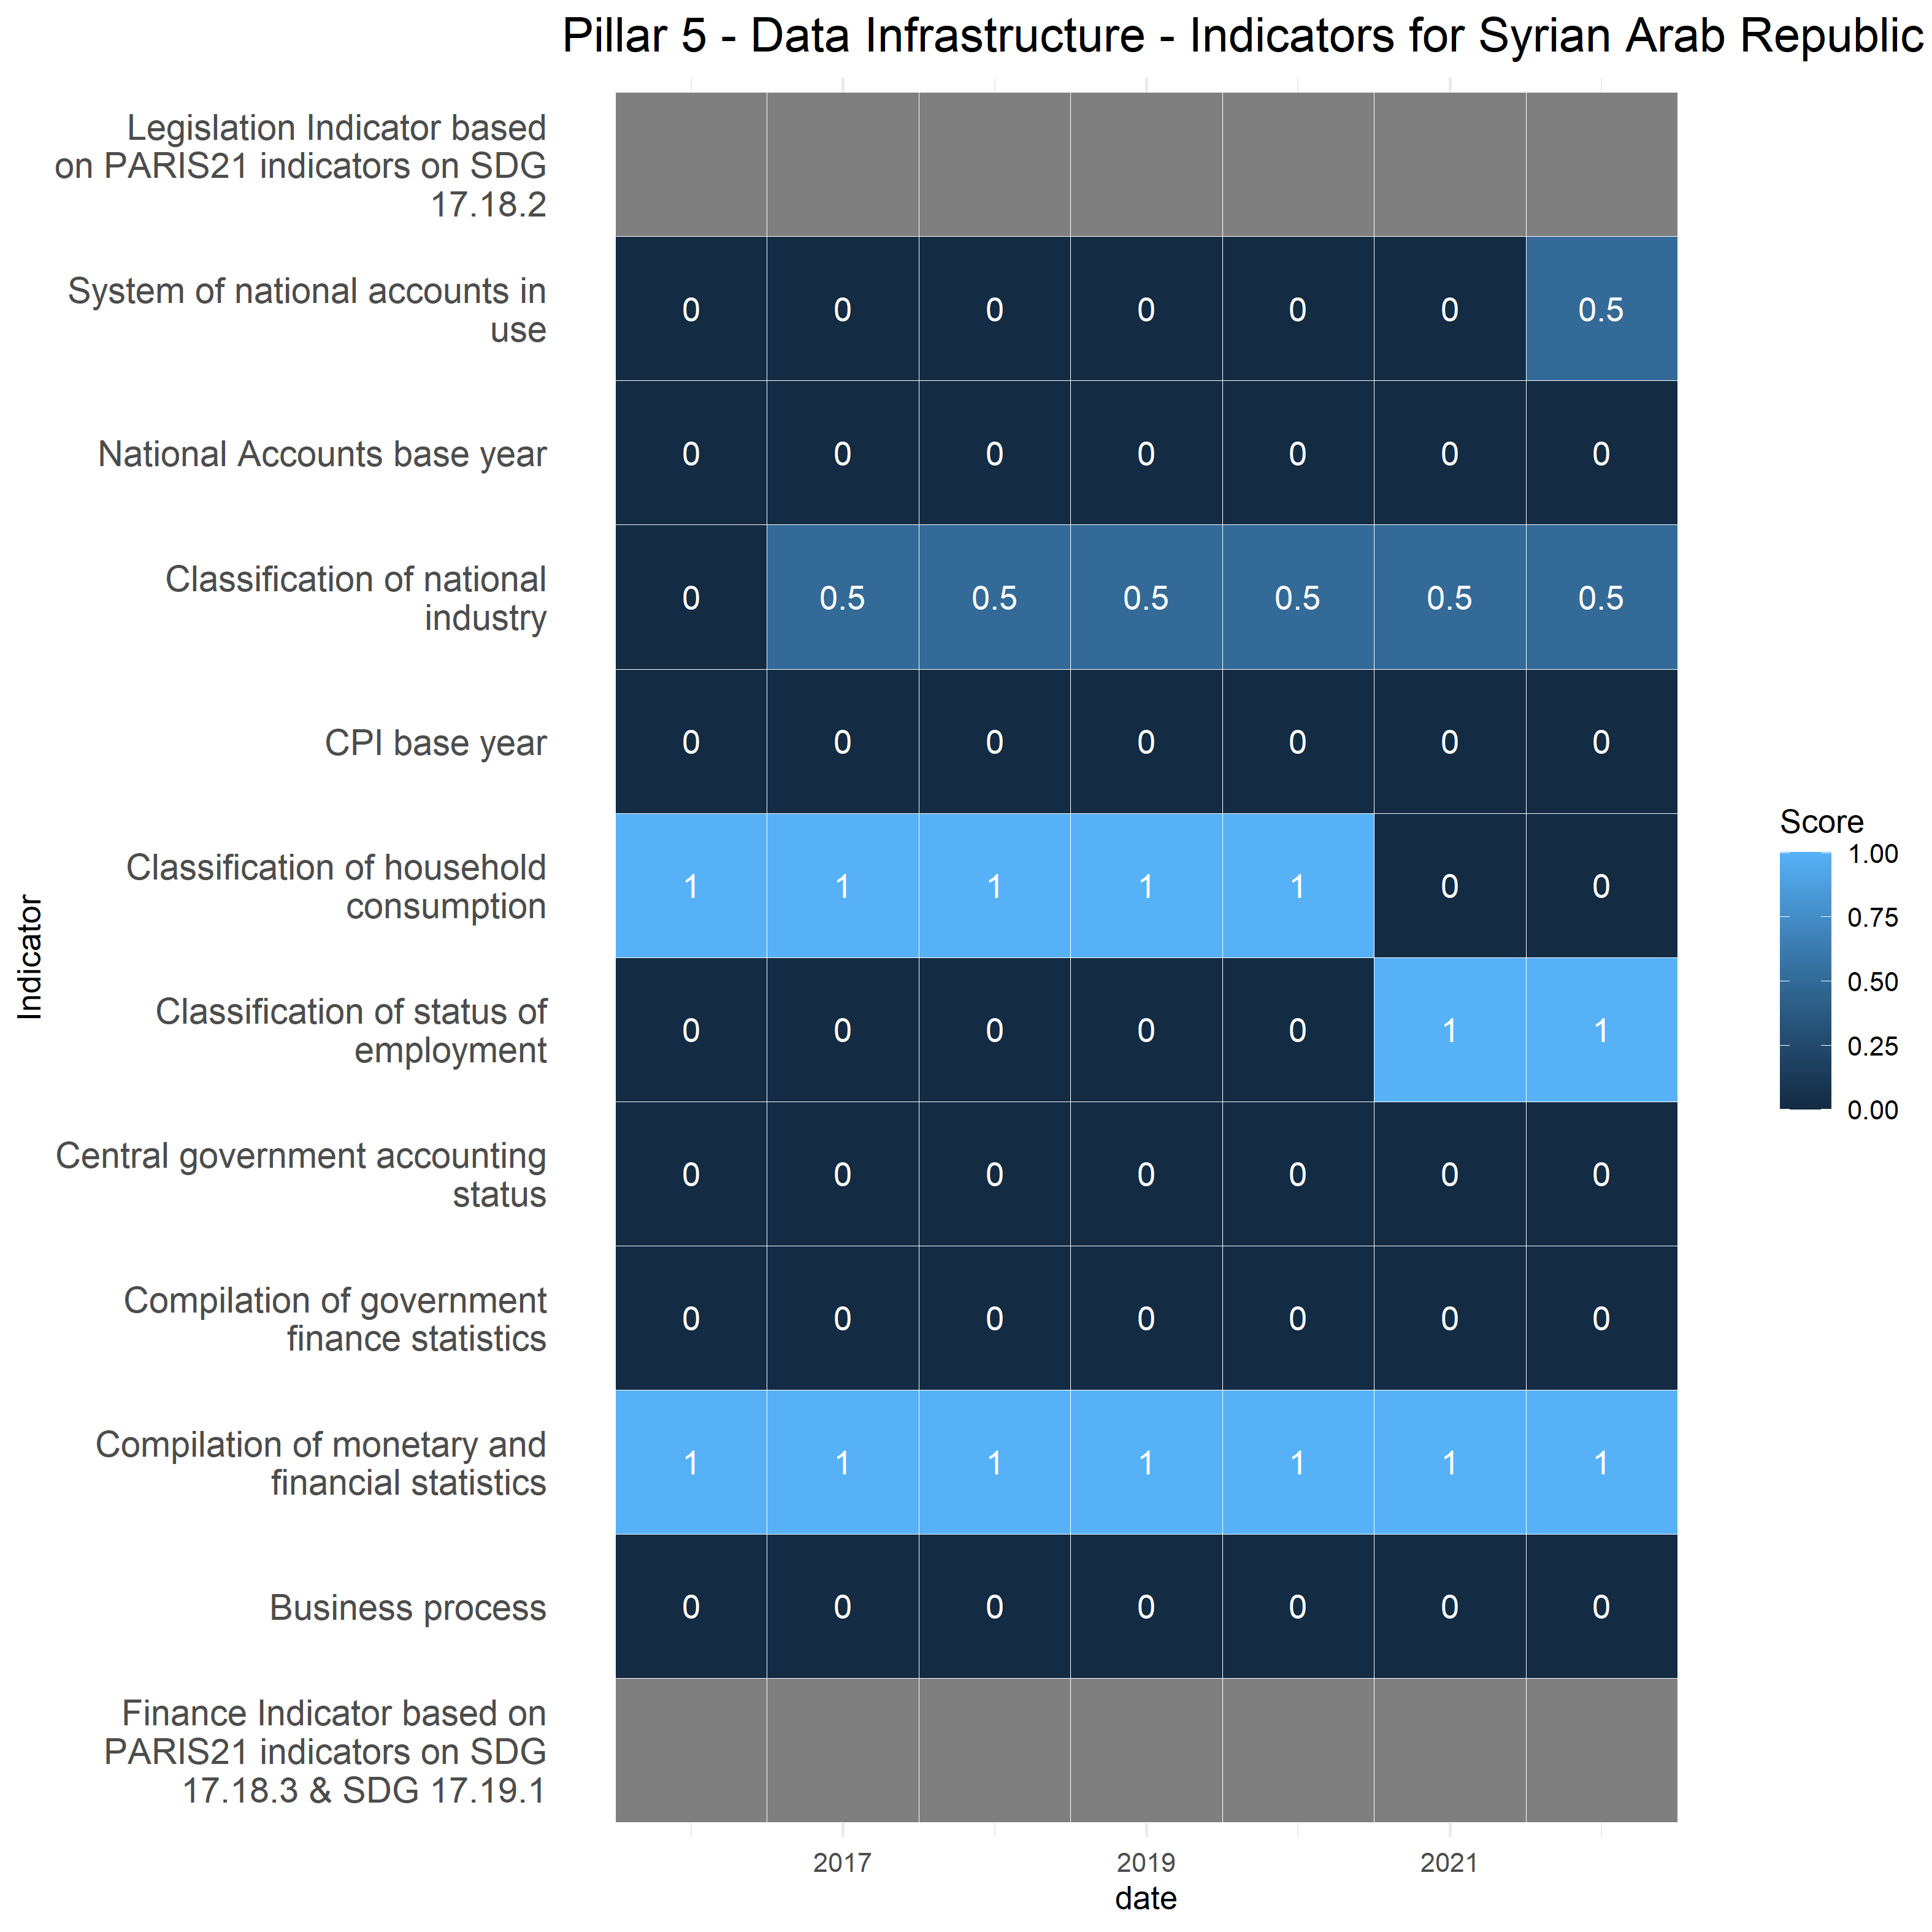 Pillar 5 - Data Infrastructure - Indicators for Syrian Arab Republic
Legislation Indicator based
on PARIS21 indicators on SDG
17.18.2
System of national accounts in
use
0 0 0 0 0 0 0.5
National Accounts base year
0 0 0 0 0 0 0
Classification of national
industry
0 0.5 0.5 0.5 0.5 0.5 0.5
CPI base year
0 0 0 0 0 0 0
Classification of household
consumption
1 1 1 1 1 0 0
Classification of status of
employment
0 0 0 0 0 1 1
Central government accounting
status
0 0 0 0 0 0 0
Compilation of government
finance statistics
0 0 0 0 0 0 0
Compilation of monetary and
financial statistics
1 1 1 1 1 1 1
Business process
0 0 0 0 0 0 0
Finance Indicator based on
PARIS21 indicators on SDG
17.18.3 & SDG 17.19.1
Indicator
2017 2019 2021
date
Score
1.00
0.75
0.50
0.25
0.00